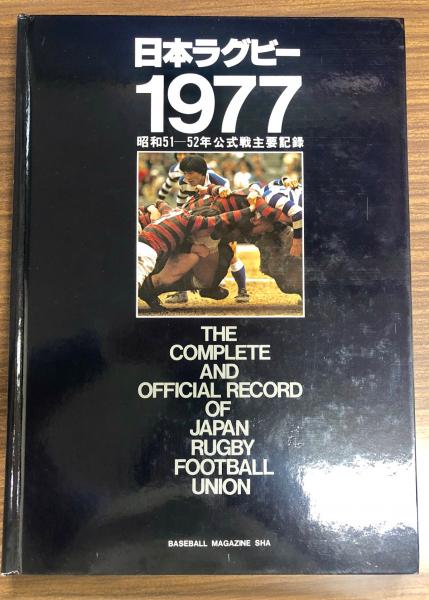 日本ラグビー
1977
昭和51—52年公式戦主要記録
THE
COMPLETE
AND
OFFICIAL RECORD
OF
JAPAN
RUGBY
FOOTBALL
UNION
BASEBALL MAGAZINE SHA